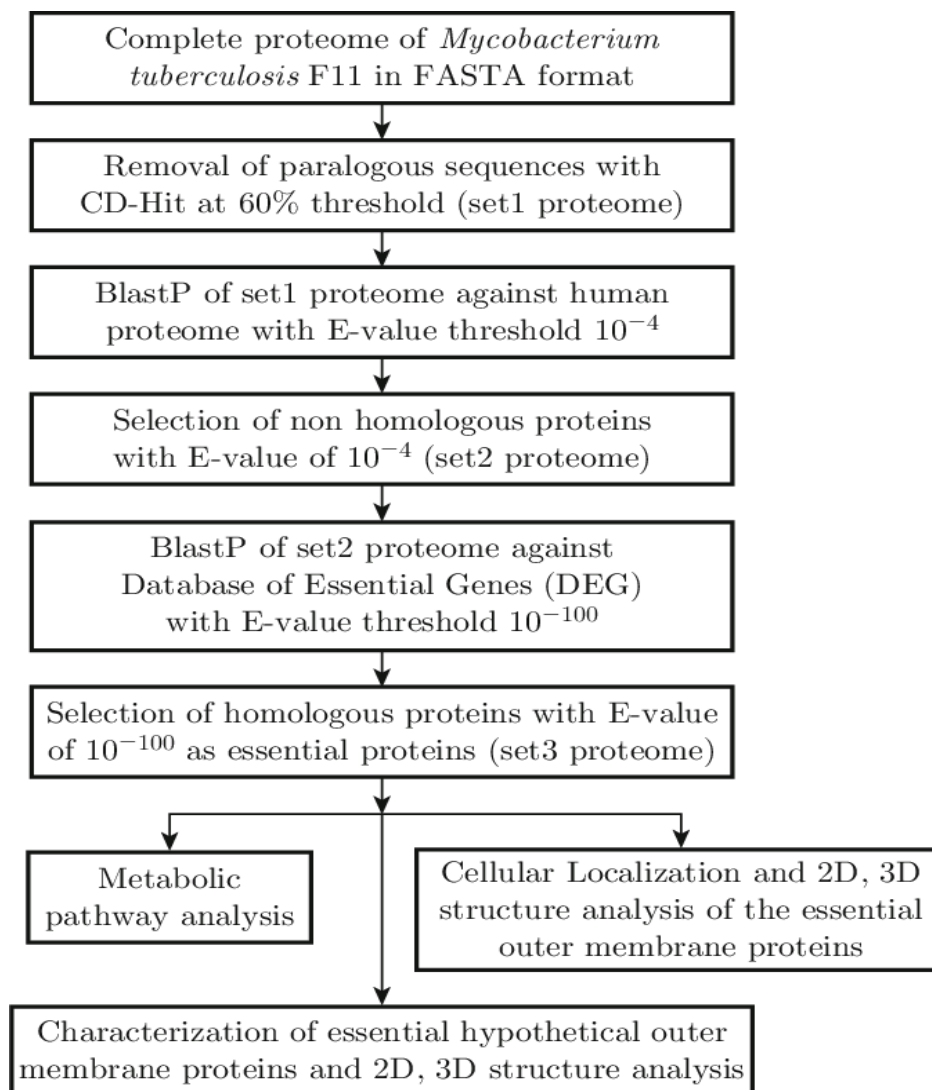 Complete proteome of Mycobacterium
tuberculosis F11 in FASTA format
Removal of paralogous sequences with
CD-Hit at 60% threshold (set1 proteome)
BlastP of set1 proteome against human
proteome with E-value threshold 10⁻⁴
Selection of non homologous proteins
with E-value of 10⁻⁴ (set2 proteome)
BlastP of set2 proteome against
Database of Essential Genes (DEG)
with E-value threshold 10⁻¹⁰⁰
Selection of homologous proteins with E-value
of 10⁻¹⁰⁰ as essential proteins (set3 proteome)
Metabolic
pathway analysis
Cellular Localization and 2D, 3D
structure analysis of the essential
outer membrane proteins
Characterization of essential hypothetical outer
membrane proteins and 2D, 3D structure analysis